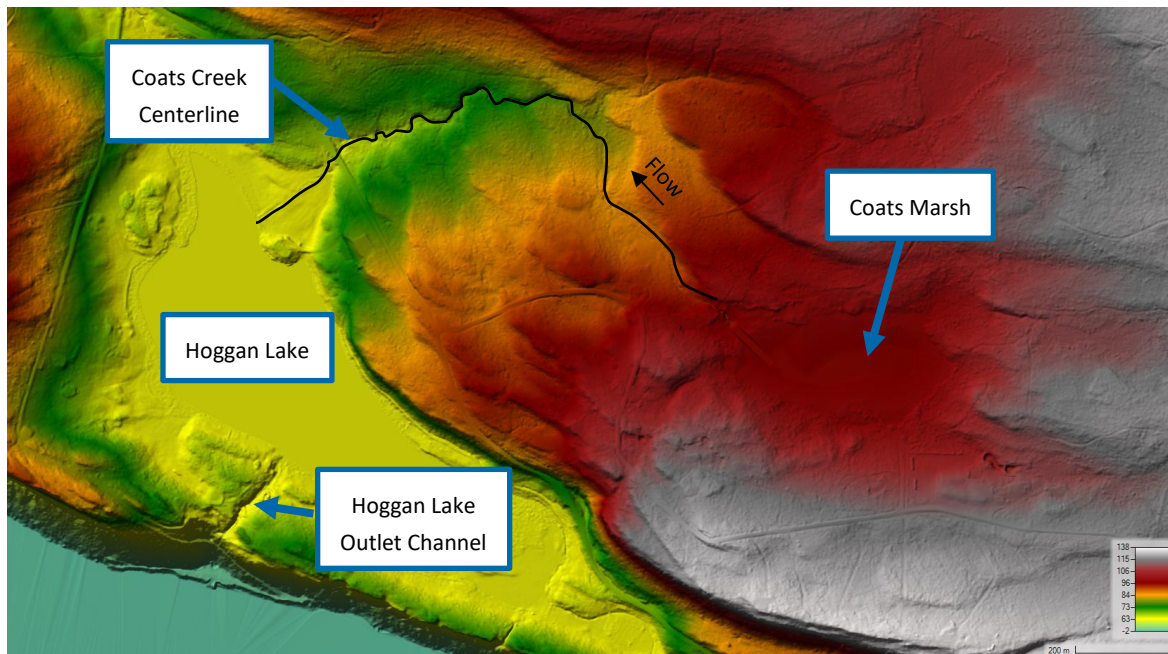 Coats Creek
Centerline
Flow
Coats Marsh
Hoggan Lake
Hoggan Lake
Outlet Channel
138
115
106
96
84
73
63
-2
200 m